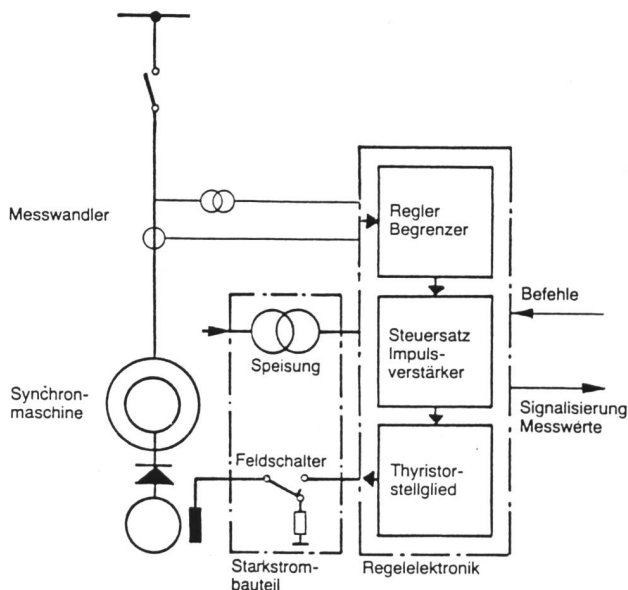 Messwandler
Regler
Begrenzer
Befehle
Steuersatz
Impuls-
verstärker
Speisung
Synchron-
maschine
Signalisierung
Messwerte
Feldschalter
Thyristor-
stellglied
Starkstrom-
bauteil
Regelelektronik